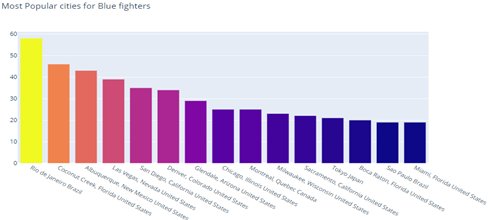 Most Popular cities for Blue fighters
60
50
40
30
20
10
0
Rio de Janeiro Brazil
Coconut Creek, Florida United States
Albuquerque, New Mexico United States
Las Vegas, Nevada United States
San Diego, California United States
Denver, Colorado United States
Glendale, Arizona United States
Chicago, Illinois United States
Montreal, Quebec Canada
Milwaukee, Wisconsin United States
Sacramento, California United States
Tokyo Japan
Boca Raton, Florida United States
Sao Paulo Brazil
Miami, Florida United States